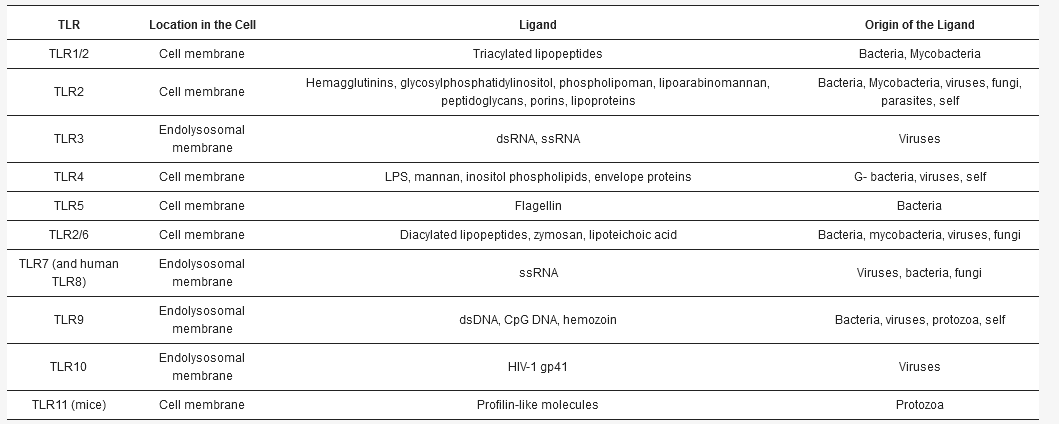 TLR Location in the Cell Ligand Origin of the Ligand
TLR1/2 Cell membrane Triacylated lipopeptides Bacteria, Mycobacteria
TLR2 Cell membrane Hemagglutinins, glycosylphosphatidylinositol, phospholipoman, lipoarabinomannan,
peptidoglycans, porins, lipoproteins Bacteria, Mycobacteria, viruses, fungi,
parasites, self
TLR3 Endolysosomal
membrane dsRNA, ssRNA Viruses
TLR4 Cell membrane LPS, mannan, inositol phospholipids, envelope proteins G- bacteria, viruses, self
TLR5 Cell membrane Flagellin Bacteria
TLR2/6 Cell membrane Diacylated lipopeptides, zymosan, lipoteichoic acid Bacteria, mycobacteria, viruses, fungi
TLR7 (and human
TLR8) Endolysosomal
membrane ssRNA Viruses, bacteria, fungi
TLR9 Endolysosomal
membrane dsDNA, CpG DNA, hemozoin Bacteria, viruses, protozoa, self
TLR10 Endolysosomal
membrane HIV-1 gp41 Viruses
TLR11 (mice) Cell membrane Profilin-like molecules Protozoa